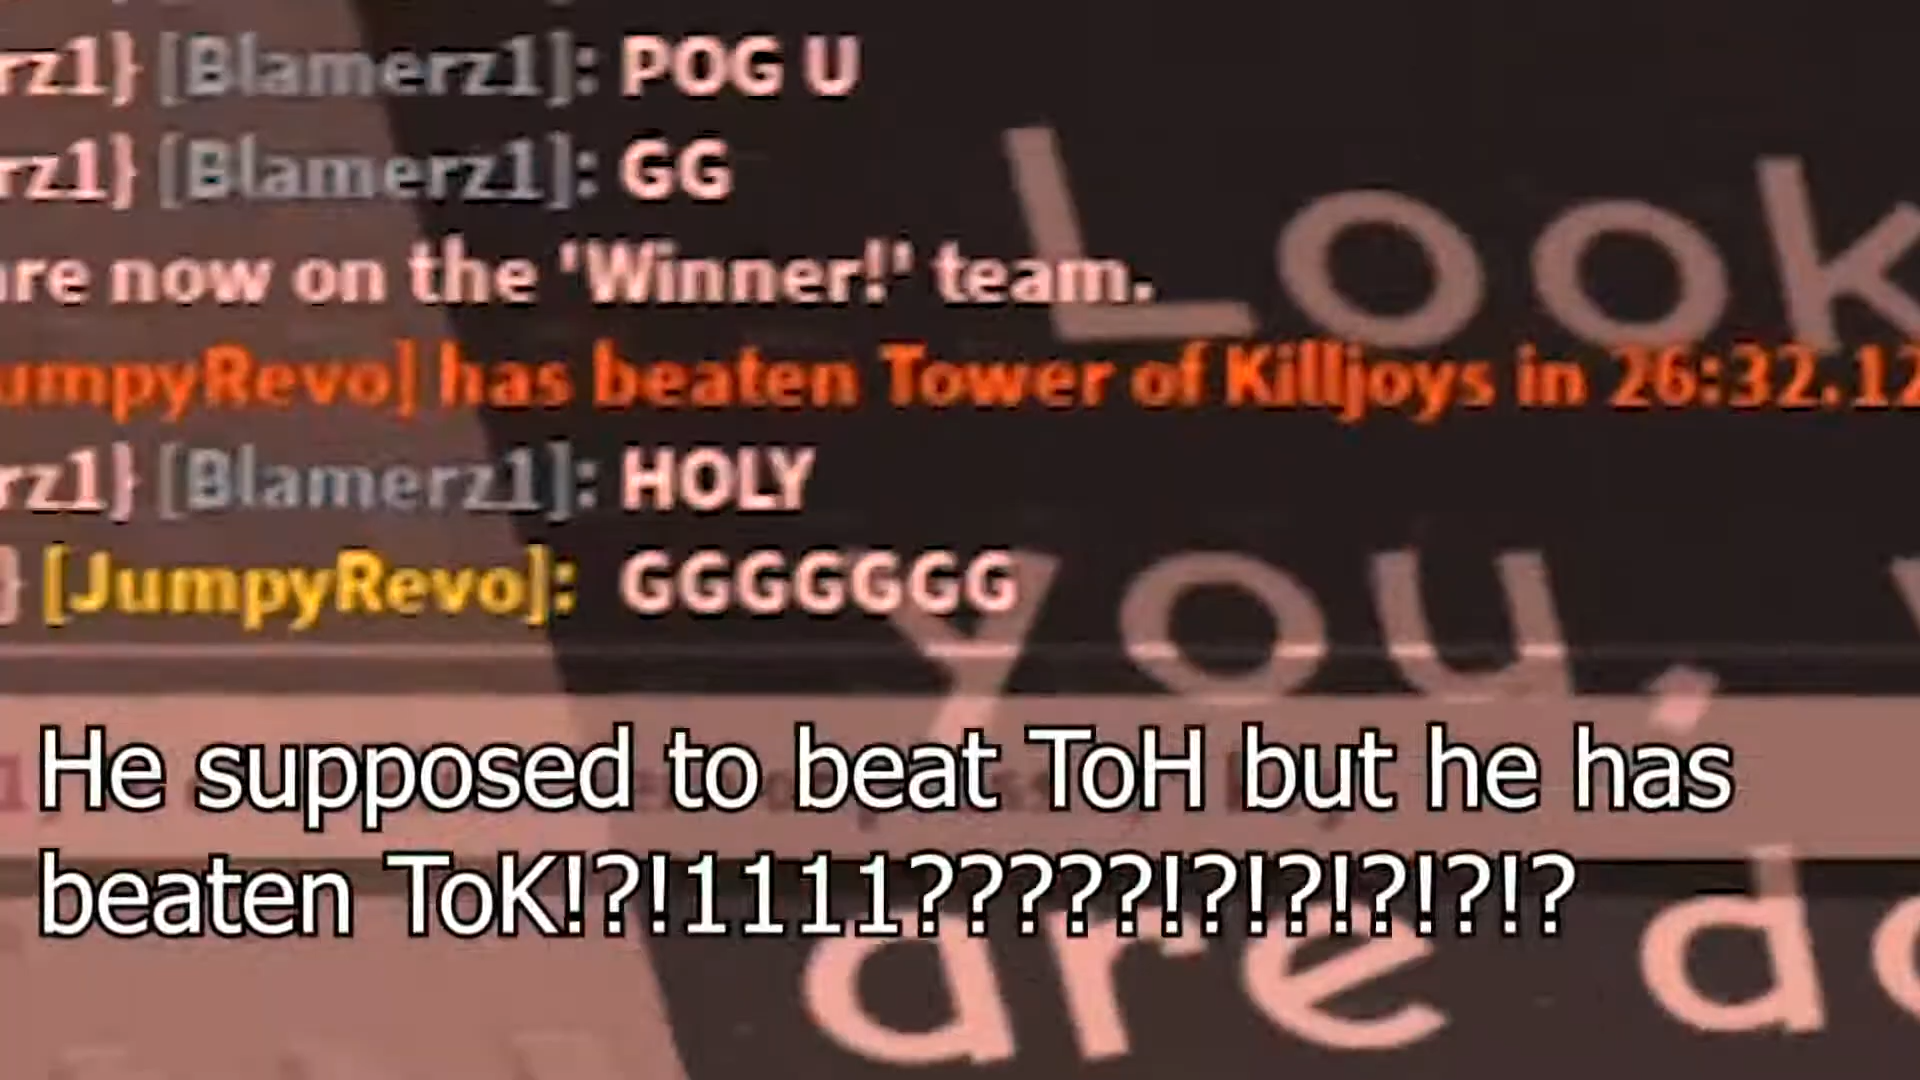 rz1} [Blamerz1]: POG U
rz1} [Blamerz1]: GG
are now on the 'Winner!' team.
umpyRevo] has beaten Tower of Killjoys in 26:32.12
rz1} [Blamerz1]: HOLY
} [JumpyRevo]: GGGGGGG
He supposed to beat ToH but he has
beaten ToK!?!1111?????!?!?!?!?!?
Look
you,
are do